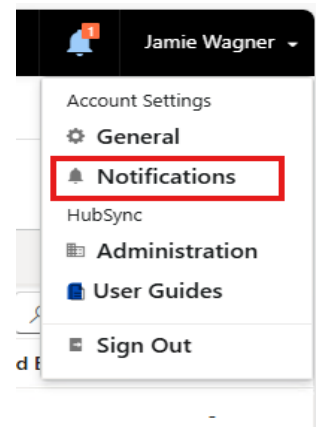 1
Jamie Wagner
Account Settings
General
Notifications
HubSync
Administration
User Guides
Sign Out
d